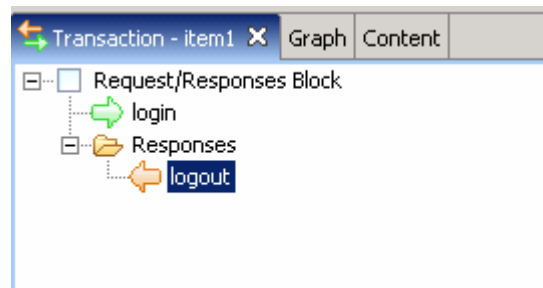 Transaction - item1 Graph Content
Request/Responses Block
login
Responses
logout